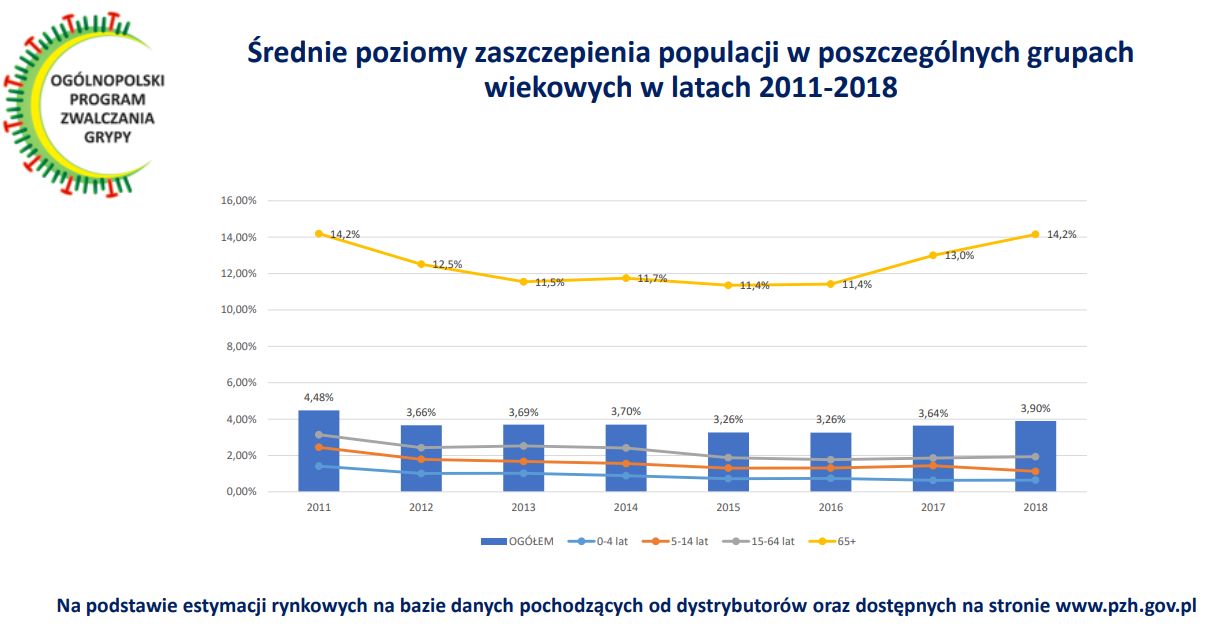 OGÓLNOPOLSKI
PROGRAM
ZWALCZANIA
GRYPY
Średnie poziomy zaszczepienia populacji w poszczególnych grupach
wiekowych w latach 2011-2018
16,00%
14,00%
12,00%
10,00%
8,00%
6,00%
4,00%
2,00%
0,00%
14,2%
12,5%
11,5%
11,7%
11,4%
11,4%
13,0%
14,2%
4,48%
3,66%
3,69%
3,70%
3,26%
3,26%
3,64%
3,90%
2011 2012 2013 2014 2015 2016 2017 2018
OGÓŁEM 0-4 lat 5-14 lat 15-64 lat 65+
Na podstawie estymacji rynkowych na bazie danych pochodzących od dystrybutorów oraz dostępnych na stronie www.pzh.gov.pl